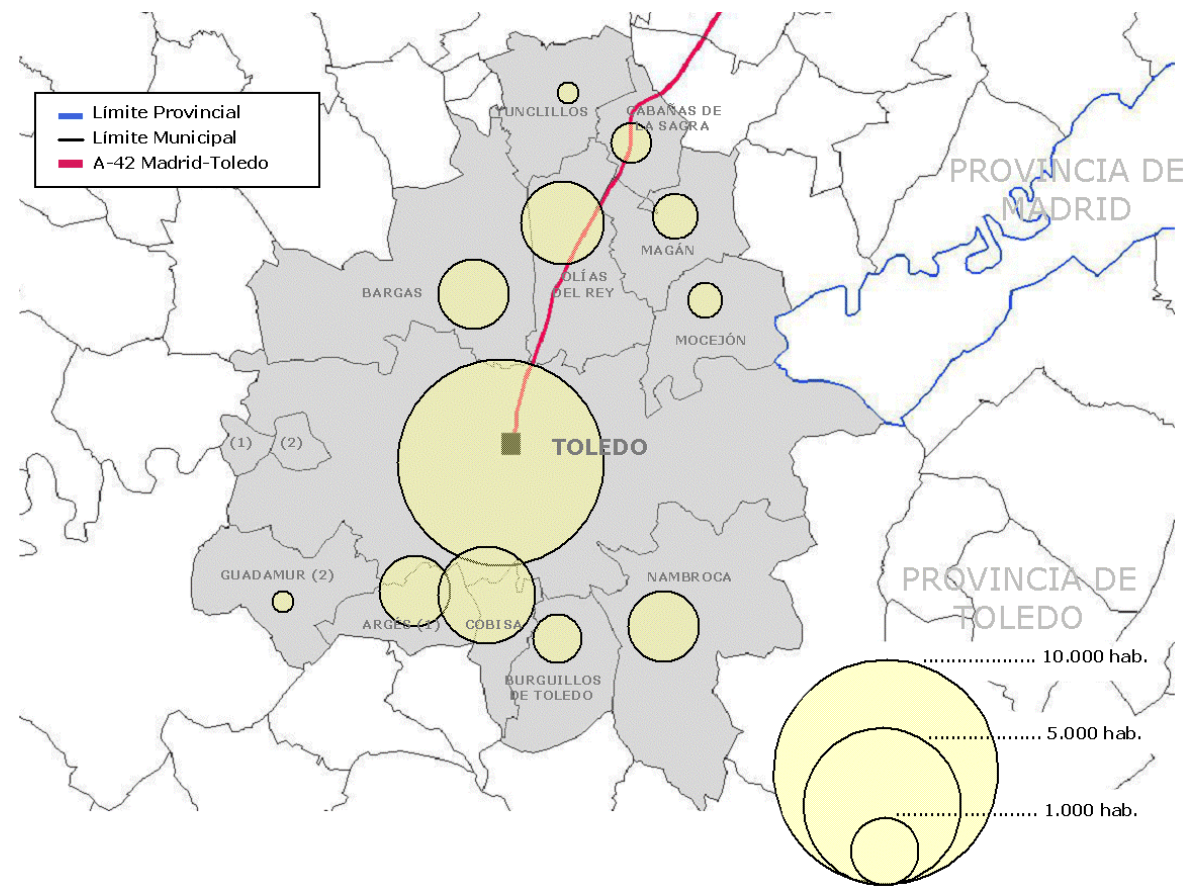 Límite Provincial
Límite Municipal
A-42 Madrid-Toledo
YUNCLILLOS
CABAÑAS DE
LA SAGRA
PROVINCIA DE
MADRID
MAGÁN
OLÍAS
DEL REY
BARGAS
MOCEJÓN
(1)
(2)
TOLEDO
GUADAMUR (2)
NAMBROCA
PROVINCIA DE
TOLEDO
ARGÉS (1)
COBISA
BURGUILLOS
DE TOLEDO
10.000 hab.
5.000 hab.
1.000 hab.